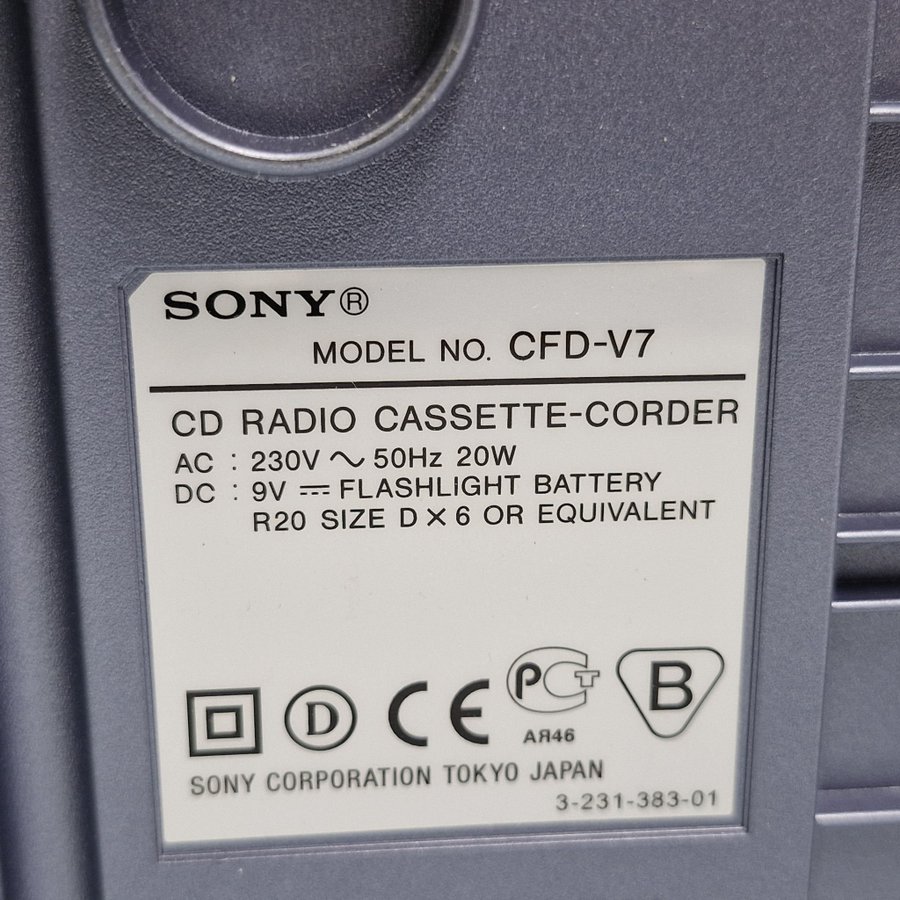 SONY®
MODEL NO. CFD-V7
CD RADIO CASSETTE-CORDER
AC : 230V ～ 50Hz 20W
DC : 9V ⎓ FLASHLIGHT BATTERY
R20 SIZE D × 6 OR EQUIVALENT
D CE PCT B
АЯ46
SONY CORPORATION TOKYO JAPAN
3-231-383-01